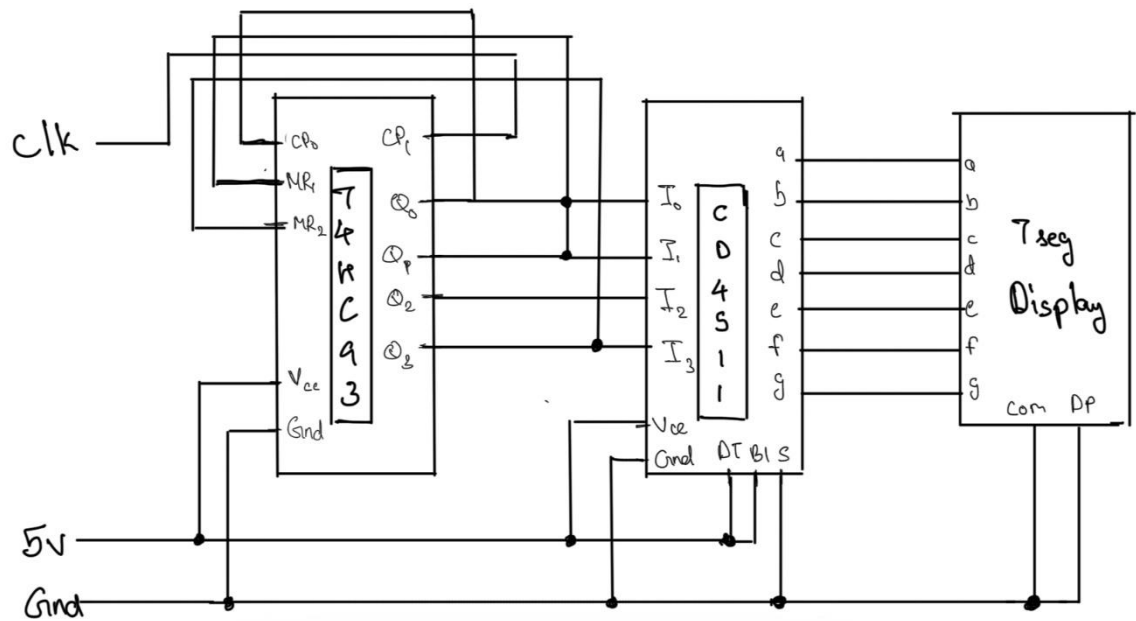 Clk
CP₀
MR₁
MR₂
Vcc
Gnd
74HC93
CP₁
Q₀
Q₁
Q₂
Q₃
I₀
I₁
I₂
I₃
Vcc
Gnd
CD4511
a
b
c
d
e
f
g
DT BI S
a
b
c
d
e
f
g
7seg
Display
Com DP
5v
Gnd